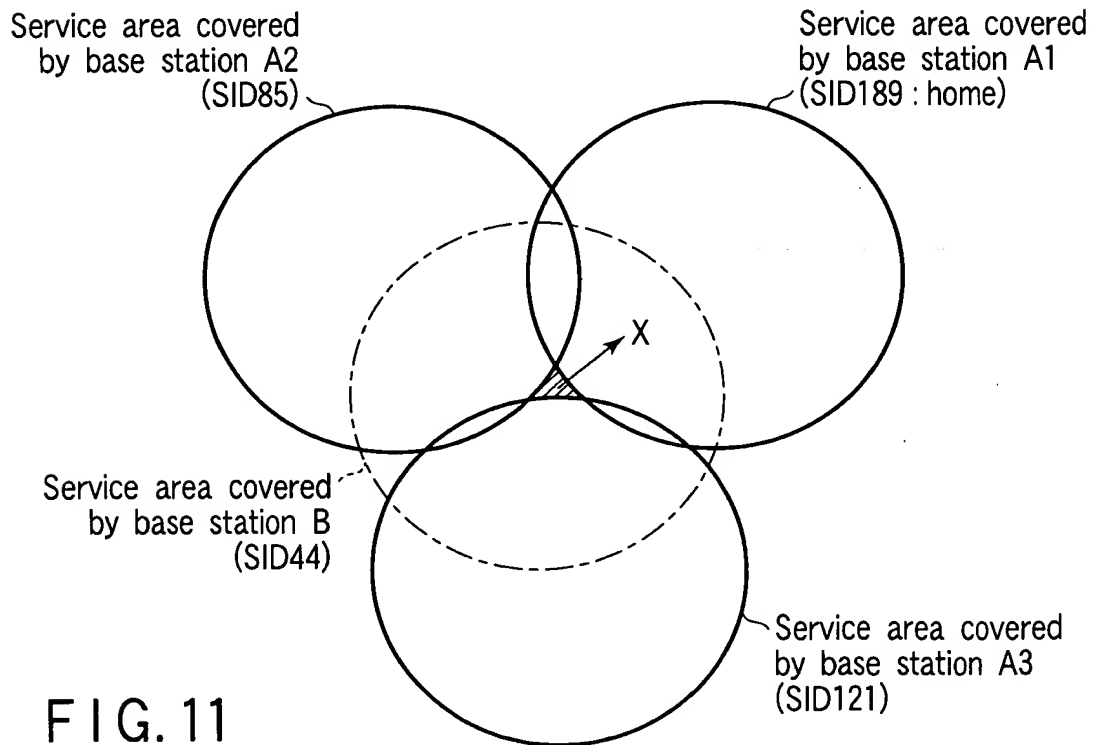 Service area covered
by base station A2
(SID85)
Service area covered
by base station A1
(SID189 : home)
X
Service area covered
by base station B
(SID44)
Service area covered
by base station A3
(SID121)
FIG. 11